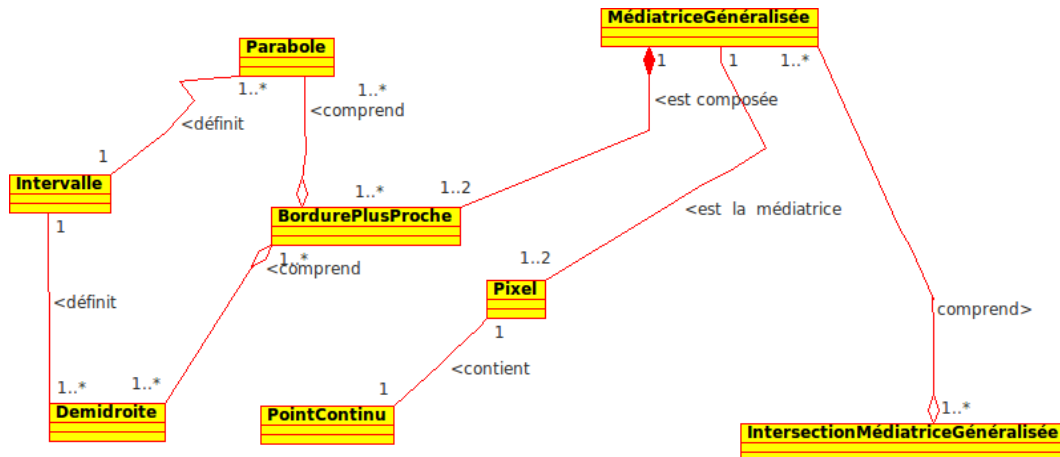 MédiatriceGénéralisée
Parabole
1..*
1..*
1
1
1..*
<comprend
<est composée
<définit
1
Intervalle
1
1..*
1..2
BordurePlusProche
<est la médiatrice
1..*
<comprend
1..2
Pixel
<définit
comprend>
1
<contient
1..*
1..*
1
Demidroite
PointContinu
1..*
IntersectionMédiatriceGénéralisée